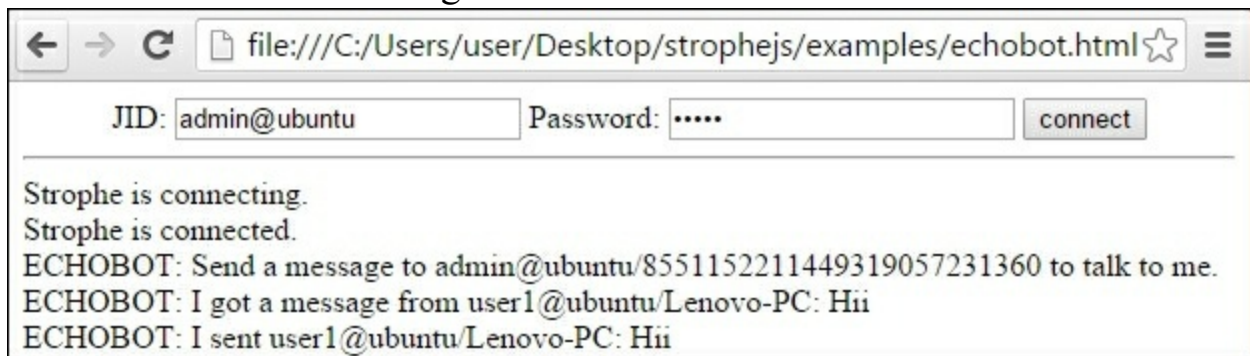 file:///C:/Users/user/Desktop/strophejs/examples/echobot.html
JID: admin@ubuntu Password: ••••• connect
Strophe is connecting.
Strophe is connected.
ECHOBOT: Send a message to admin@ubuntu/8551152211449319057231360 to talk to me.
ECHOBOT: I got a message from user1@ubuntu/Lenovo-PC: Hii
ECHOBOT: I sent user1@ubuntu/Lenovo-PC: Hii